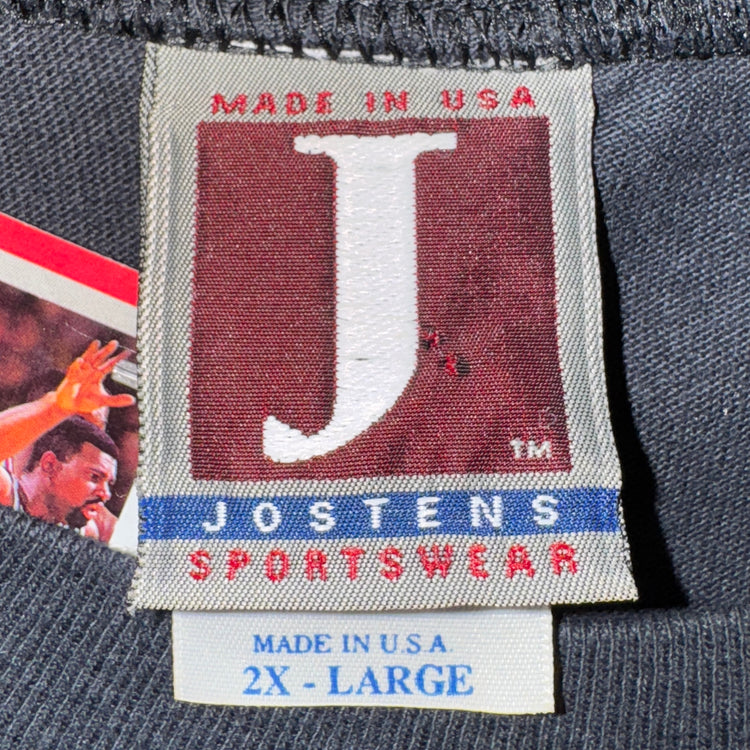 MADE IN USA
J
TM
JOSTENS
SPORTSWEAR
MADE IN U.S.A.
2X - LARGE